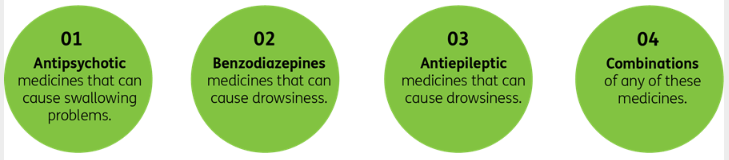 01
Antipsychotic
medicines that can
cause swallowing
problems.
02
Benzodiazepines
medicines that can
cause drowsiness.
03
Antiepileptic
medicines that can
cause drowsiness.
04
Combinations
of any of these
medicines.